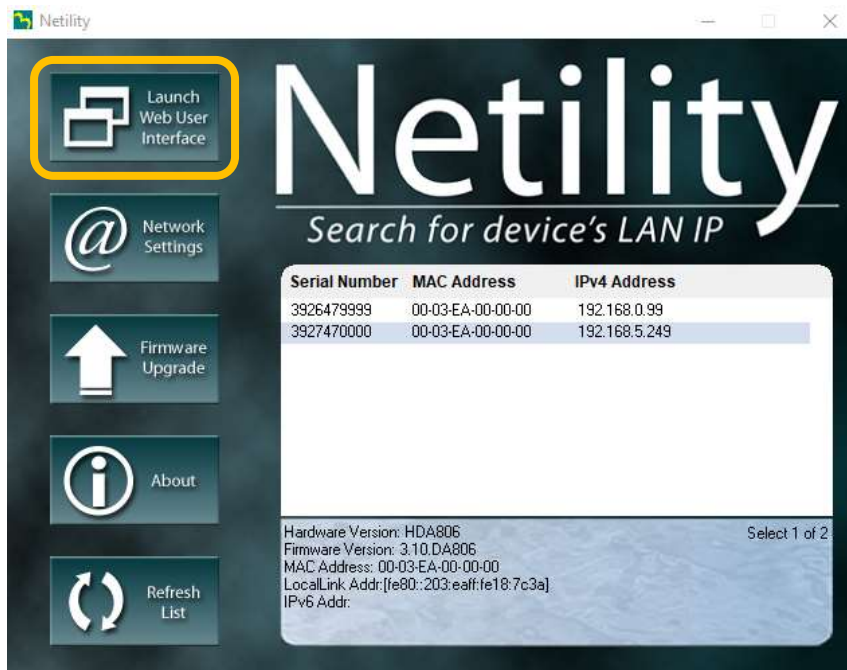 Netility
Launch
Web User
Interface
Network
Settings
Firmware
Upgrade
About
Refresh
List
Netility
Search for device's LAN IP
Serial Number MAC Address IPv4 Address
3926479999 00-03-EA-00-00-00 192.168.0.99
3927470000 00-03-EA-00-00-00 192.168.5.249
Hardware Version: HDA806 Select 1 of 2
Firmware Version: 3.10.DA806
MAC Address: 00-03-EA-00-00-00
LocalLink Addr:[fe80::203:eaff:fe18:7c3a]
IPv6 Addr: